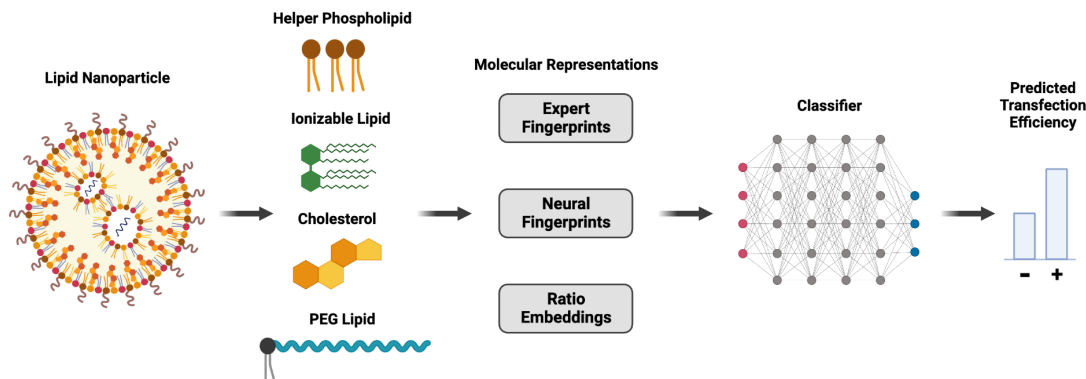 Lipid Nanoparticle
Helper Phospholipid
Ionizable Lipid
Cholesterol
PEG Lipid
Molecular Representations
Expert
Fingerprints
Neural
Fingerprints
Ratio
Embeddings
Classifier
Predicted
Transfection
Efficiency
- +